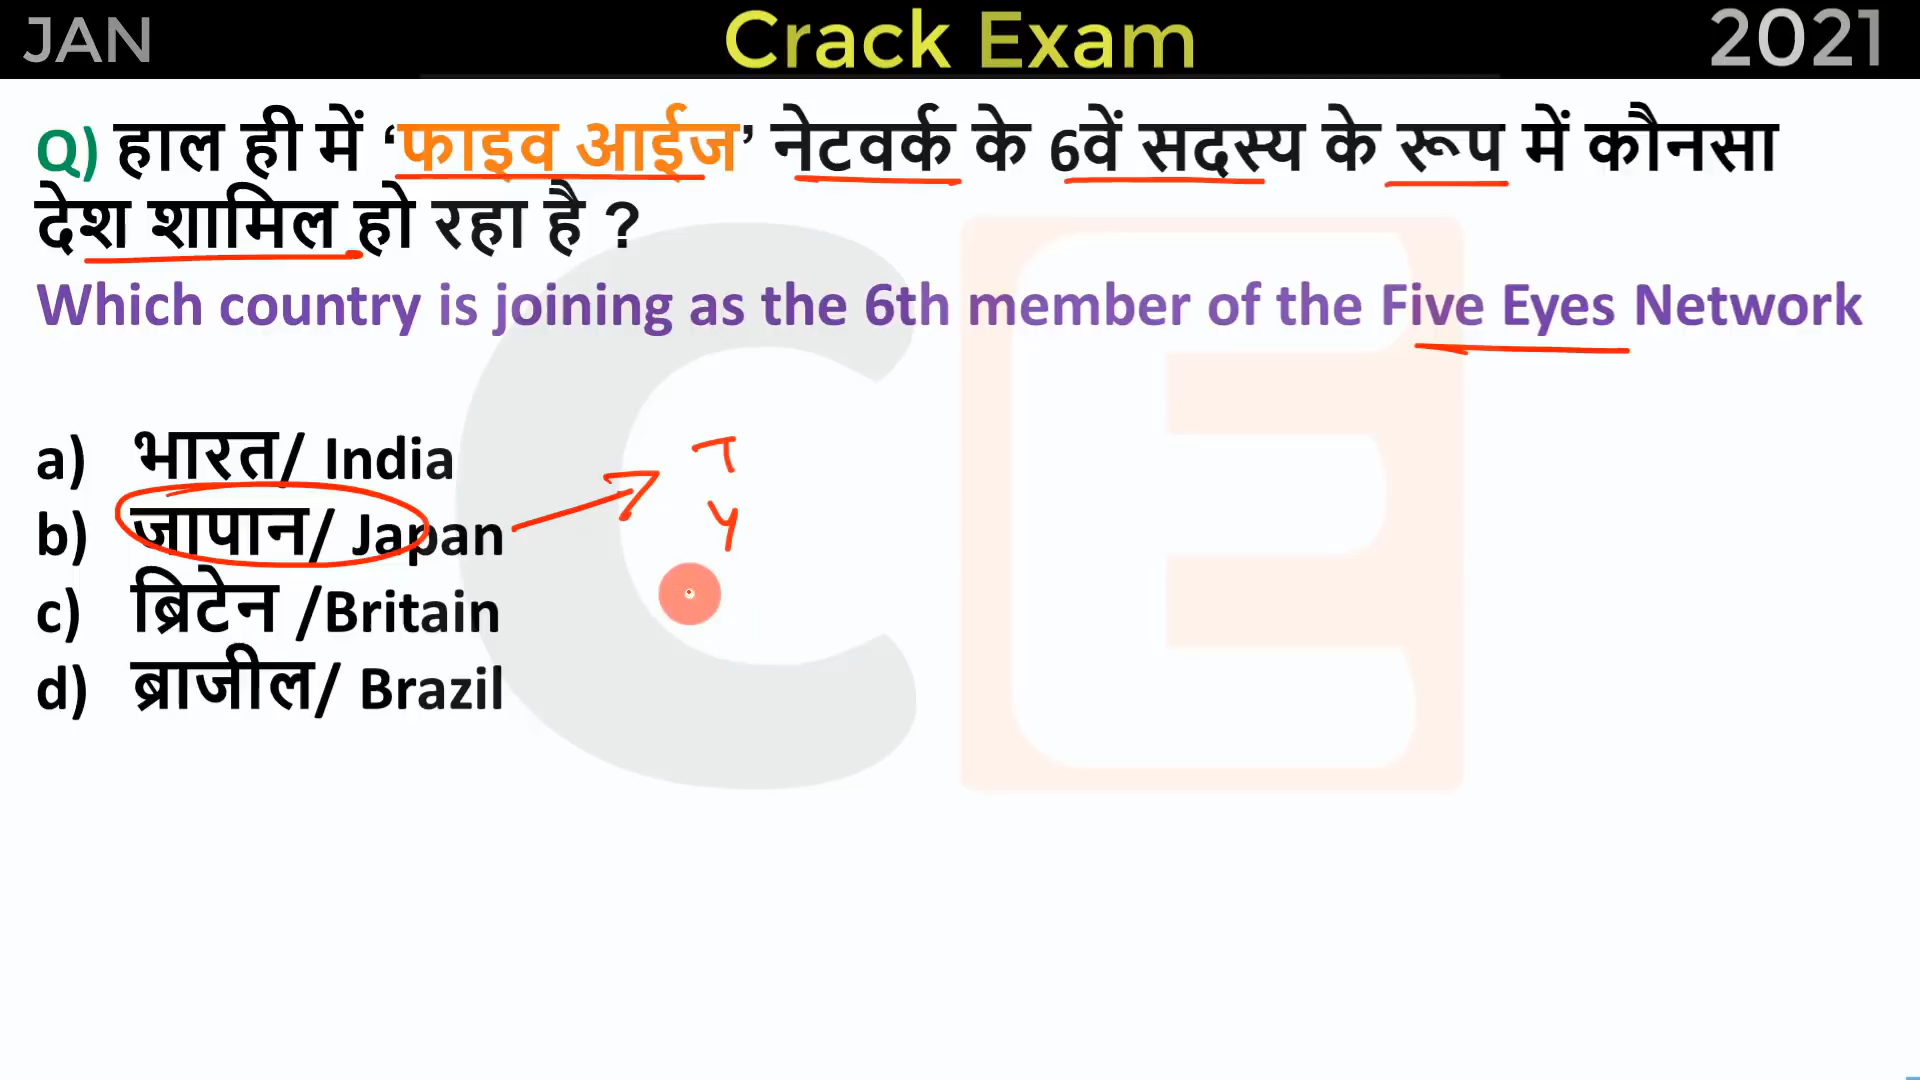 JAN Crack Exam 2021
Q) हाल ही में ‘फाइव आईज’ नेटवर्क के 6वें सदस्य के रूप में कौनसा
देश शामिल हो रहा है ?
Which country is joining as the 6th member of the Five Eyes Network
a) भारत/ India
b) जापान/ Japan
c) ब्रिटेन /Britain
d) ब्राजील/ Brazil
T
Y
CE